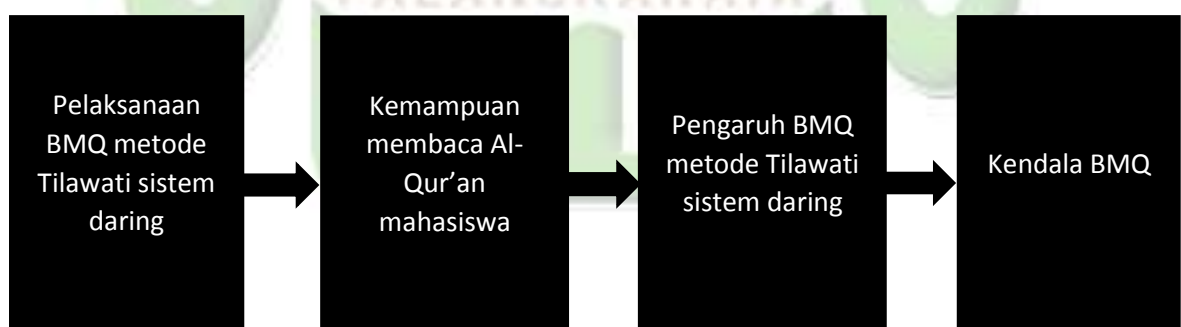 PALANGKARAYA
Pelaksanaan
BMQ metode
Tilawati sistem
daring
Kemampuan
membaca Al-
Qur’an
mahasiswa
Pengaruh BMQ
metode Tilawati
sistem daring
Kendala BMQ